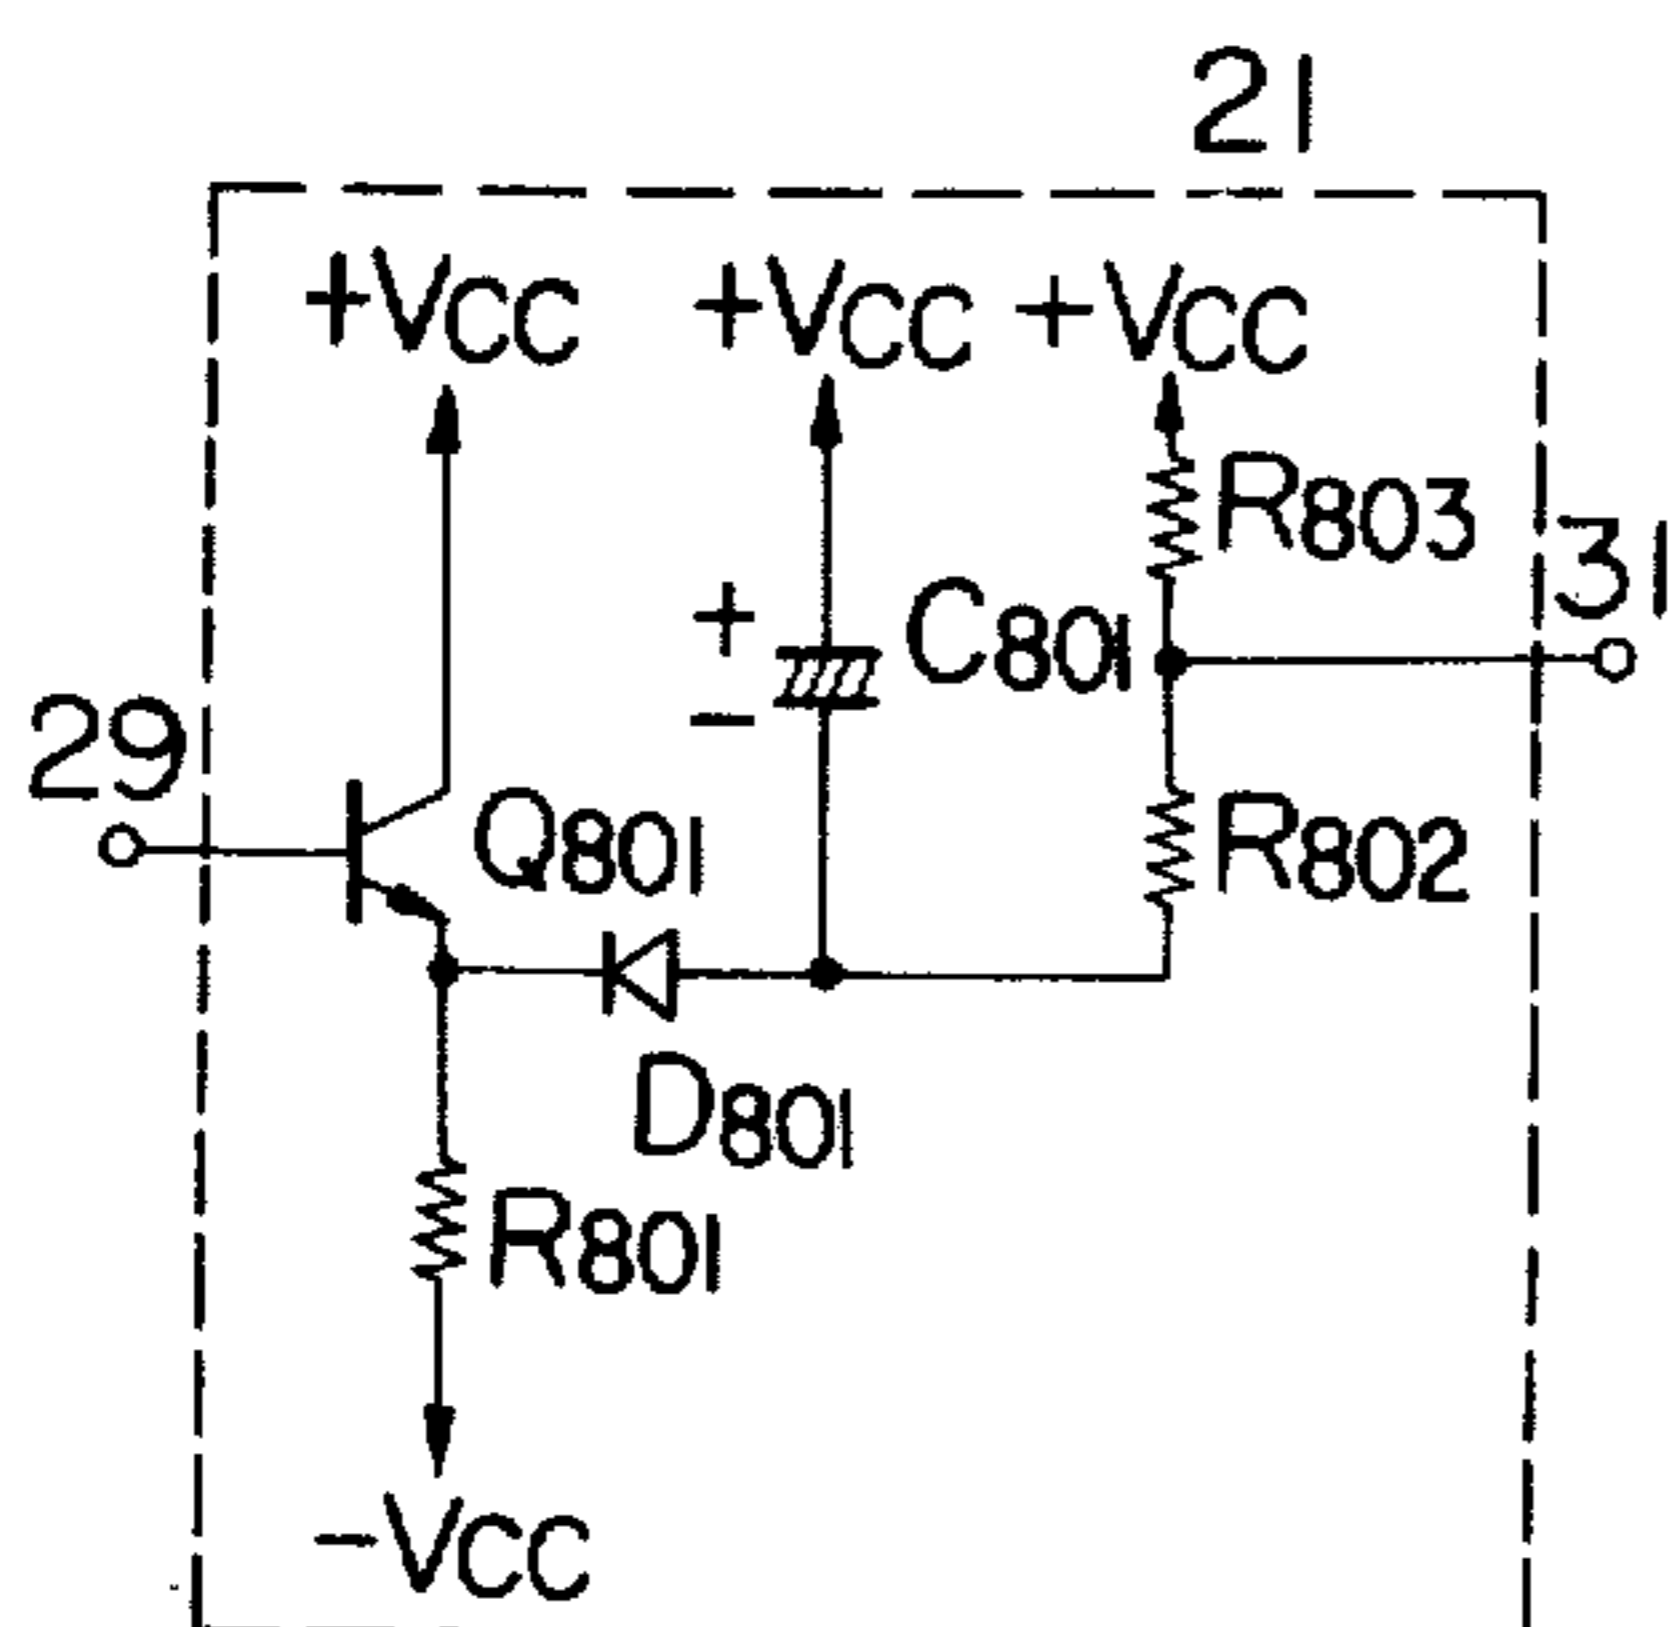 21
+VCC +VCC +VCC
R803
31
+
C801
−
29
Q801
R802
D801
R801
−VCC